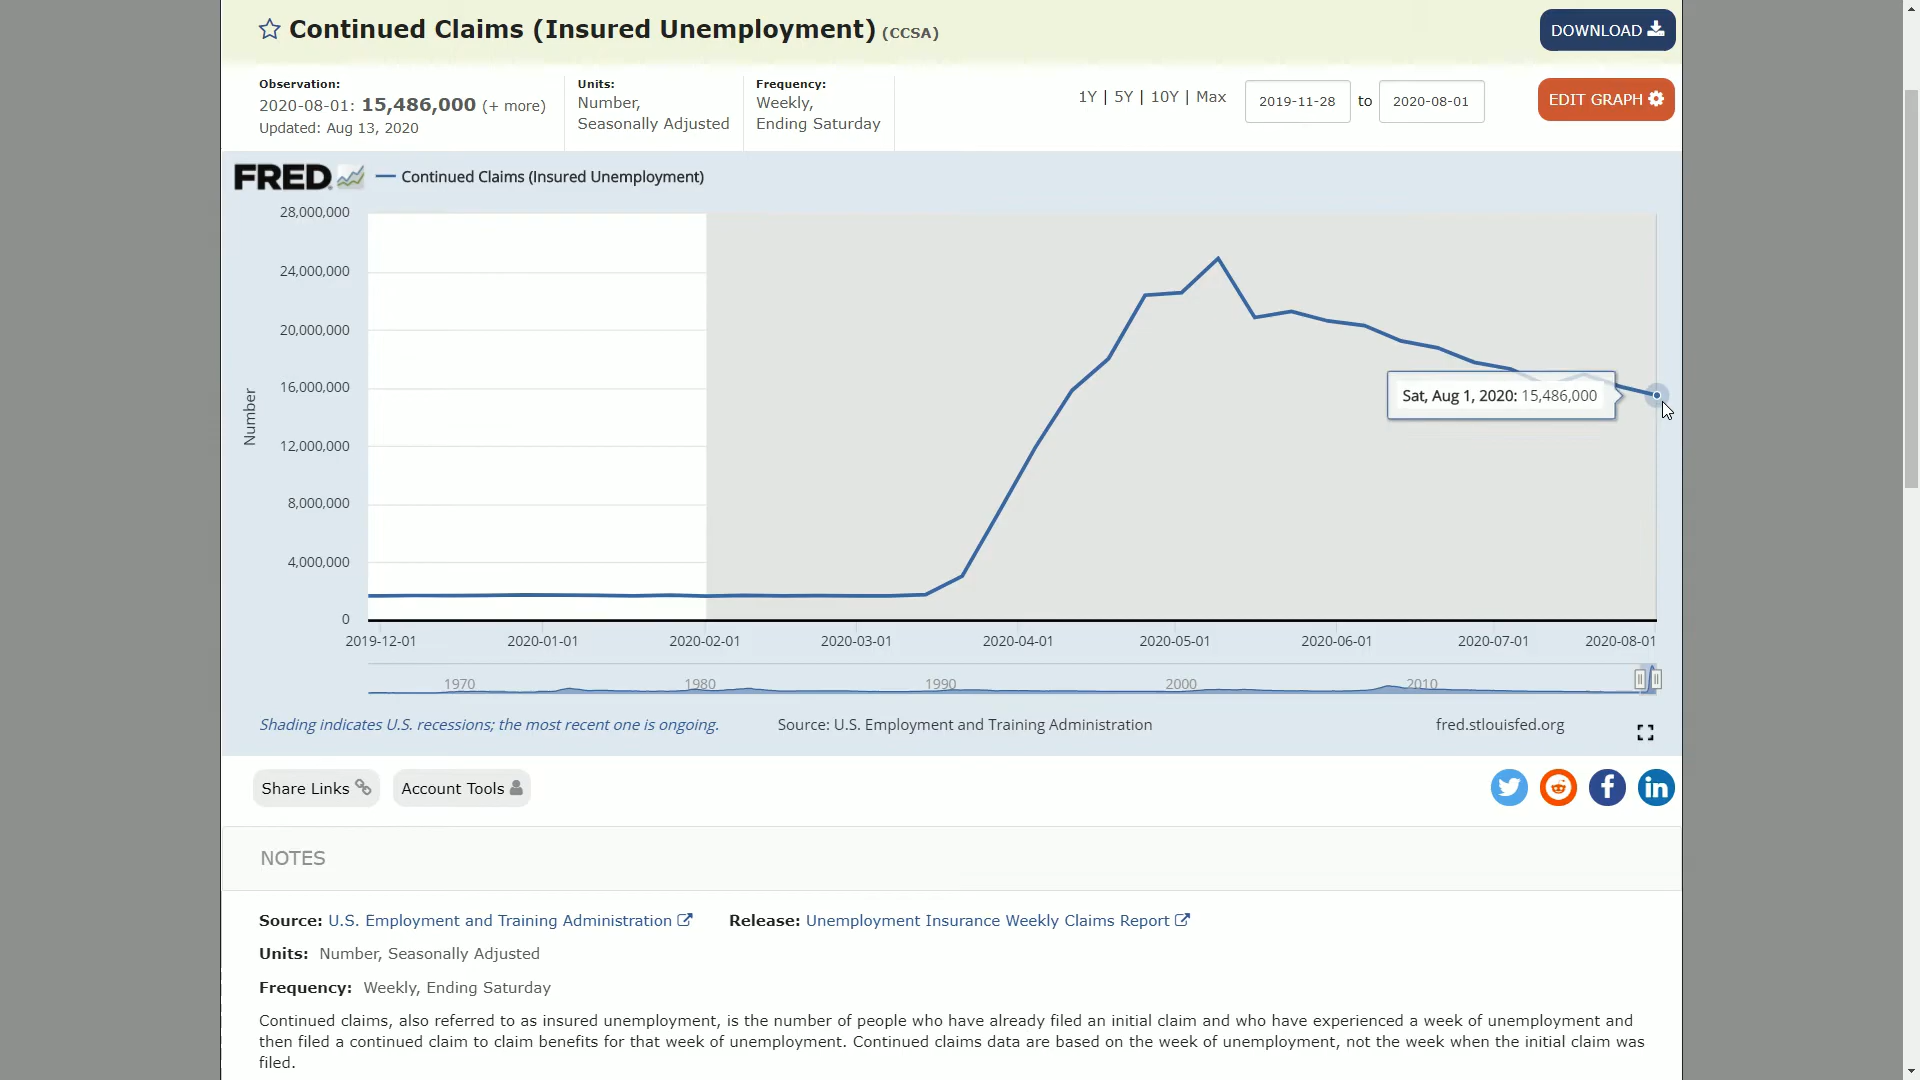 Continued Claims (Insured Unemployment) (CCSA)
DOWNLOAD
Observation:
2020-08-01: 15,486,000 (+ more)
Updated: Aug 13, 2020
Units:
Number,
Seasonally Adjusted
Frequency:
Weekly,
Ending Saturday
1Y | 5Y | 10Y | Max
2019-11-28 to 2020-08-01
EDIT GRAPH
FRED
Continued Claims (Insured Unemployment)
28,000,000
24,000,000
20,000,000
16,000,000
12,000,000
8,000,000
4,000,000
0
Number
Sat, Aug 1, 2020: 15,486,000
2019-12-01 2020-01-01 2020-02-01 2020-03-01 2020-04-01 2020-05-01 2020-06-01 2020-07-01 2020-08-01
1970 1980 1990 2000 2010
Shading indicates U.S. recessions; the most recent one is ongoing.
Source: U.S. Employment and Training Administration
fred.stlouisfed.org
Share Links
Account Tools
NOTES
Source: U.S. Employment and Training Administration
Release: Unemployment Insurance Weekly Claims Report
Units: Number, Seasonally Adjusted
Frequency: Weekly, Ending Saturday
Continued claims, also referred to as insured unemployment, is the number of people who have already filed an initial claim and who have experienced a week of unemployment and
then filed a continued claim to claim benefits for that week of unemployment. Continued claims data are based on the week of unemployment, not the week when the initial claim was
filed.